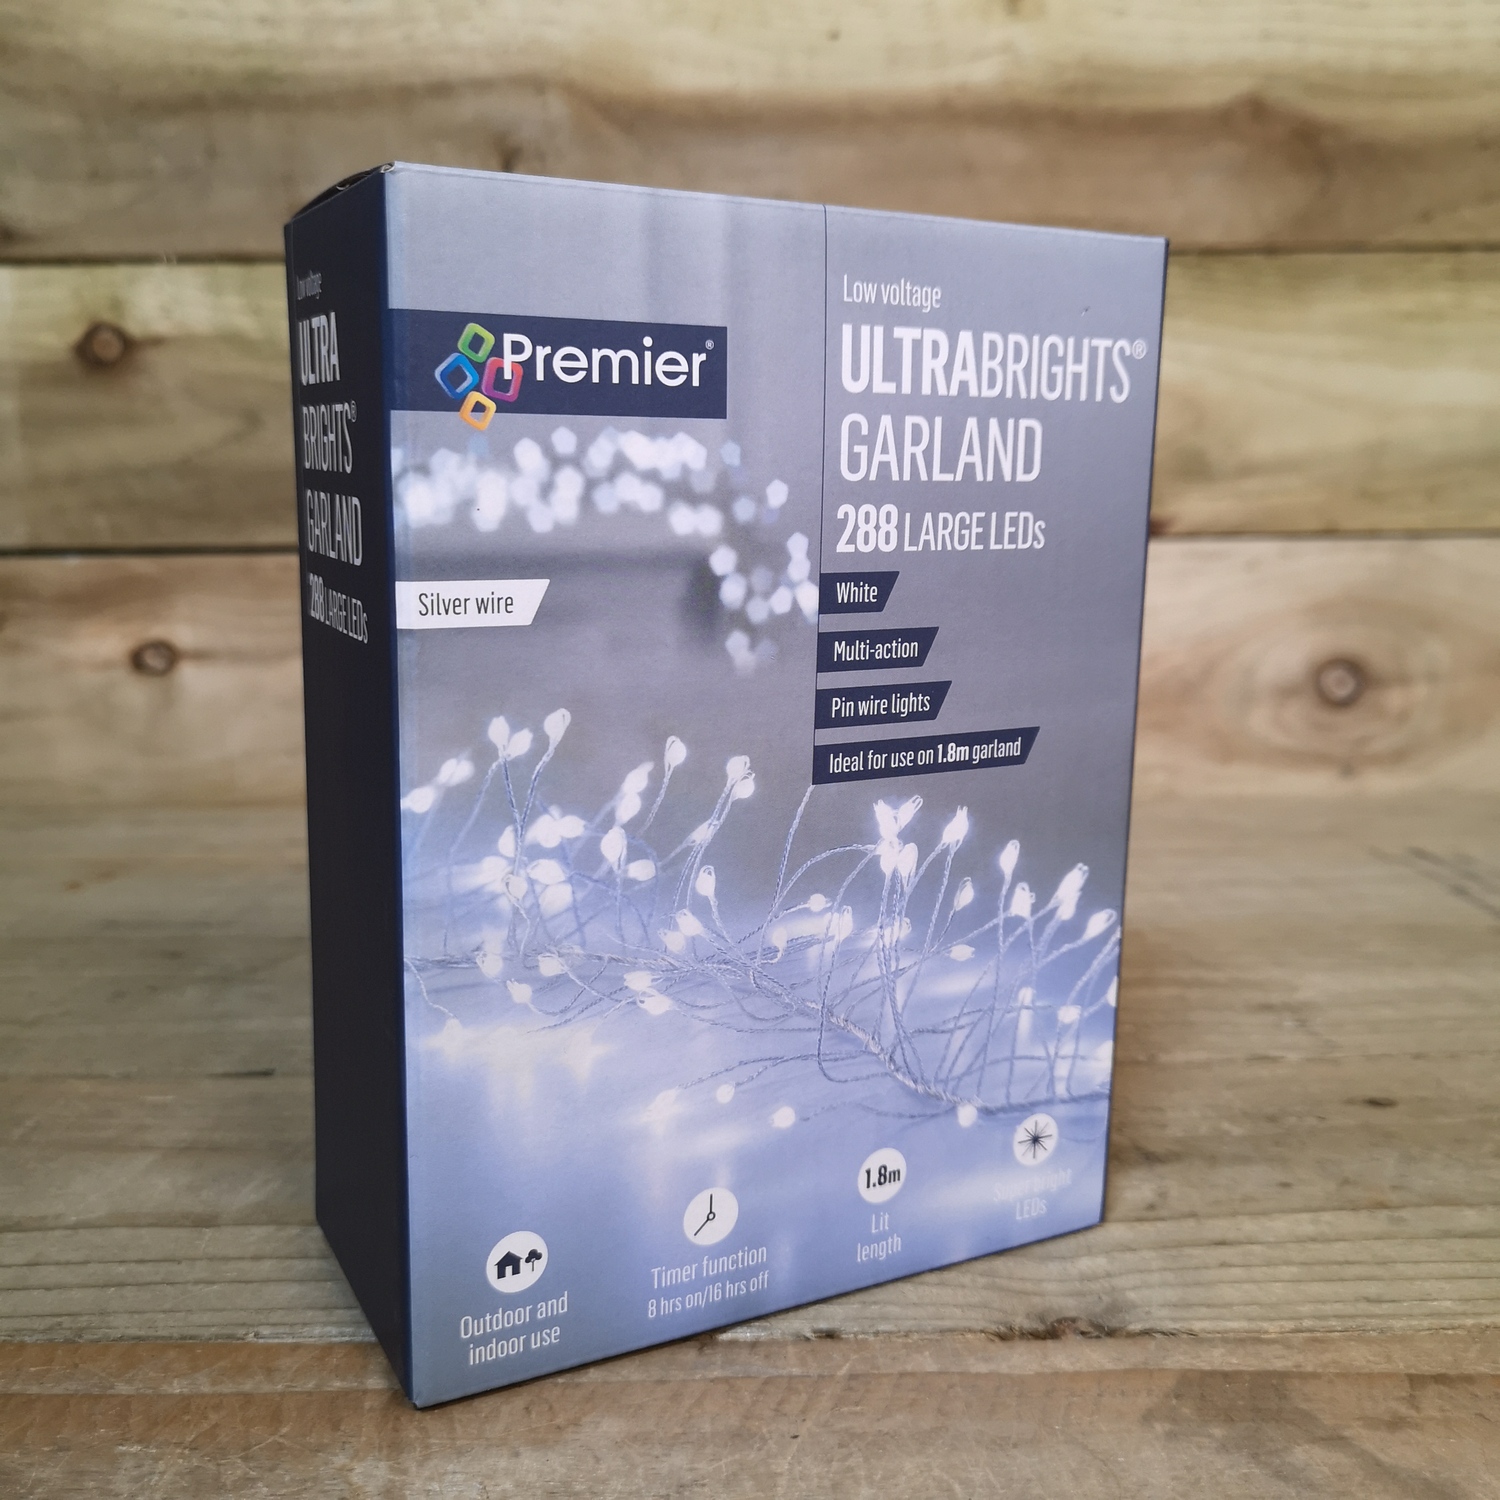 Low voltage
ULTRA
BRIGHTS®
GARLAND
288 LARGE LEDs
Premier®
Silver wire
Low voltage
ULTRABRIGHTS®
GARLAND
288 LARGE LEDs
White
Multi-action
Pin wire lights
Ideal for use on 1.8m garland
Outdoor and
indoor use
Timer function
8 hrs on/16 hrs off
1.8m
Lit
length
LEDs